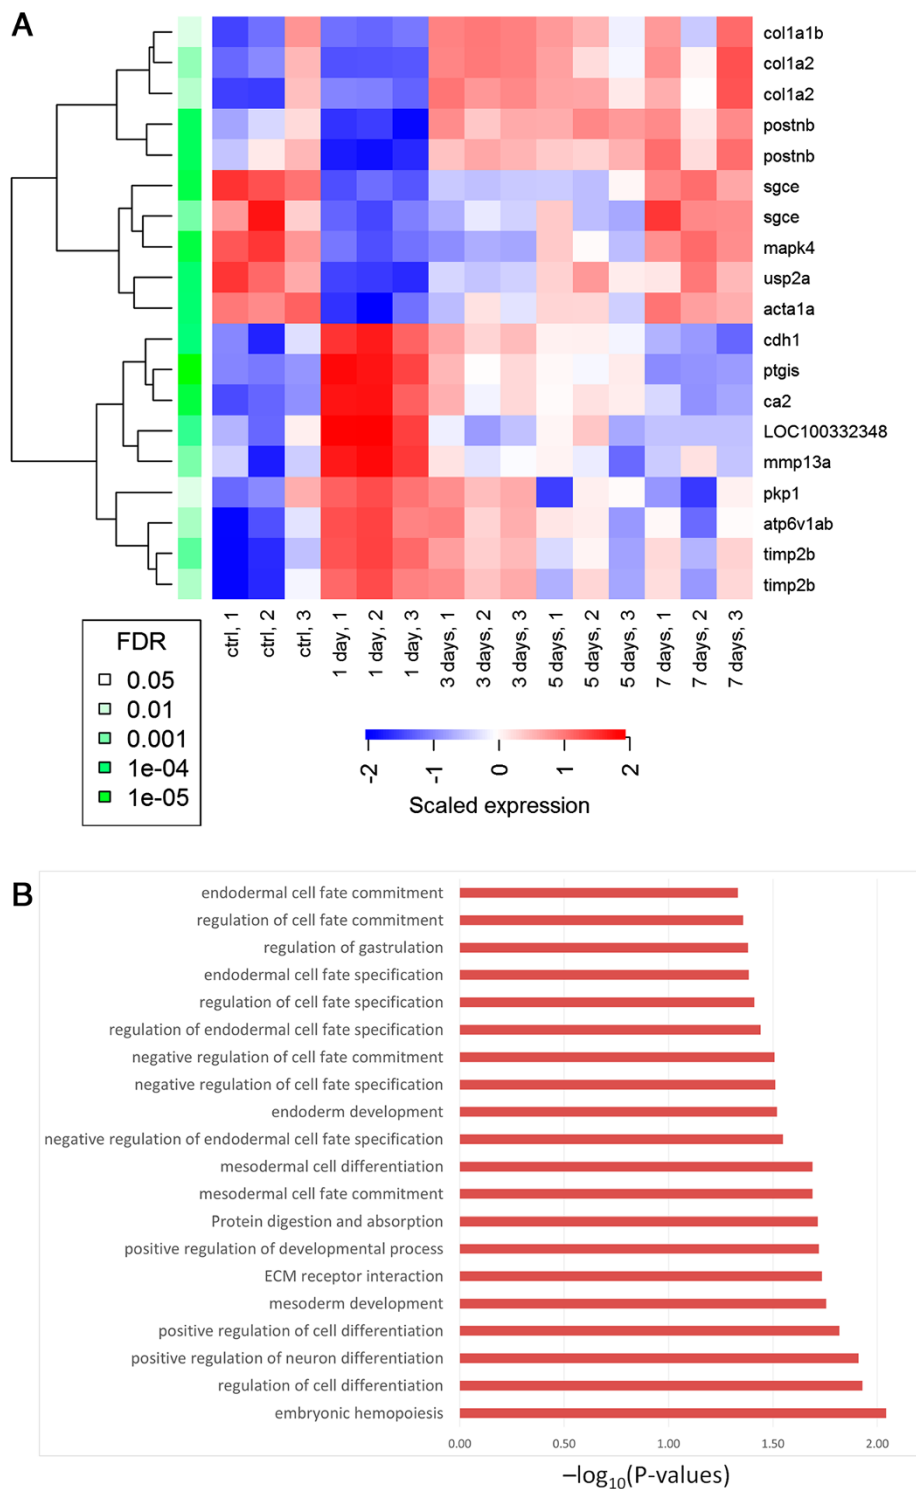 A
col1a1b
col1a2
col1a2
postnb
postnb
sgce
sgce
mapk4
usp2a
acta1a
cdh1
ptgis
ca2
LOC100332348
mmp13a
pkp1
atp6v1ab
timp2b
timp2b
ctrl, 1
ctrl, 2
ctrl, 3
1 day, 1
1 day, 2
1 day, 3
3 days, 1
3 days, 2
3 days, 3
5 days, 1
5 days, 2
5 days, 3
7 days, 1
7 days, 2
7 days, 3
FDR
0.05
0.01
0.001
1e-04
1e-05
-2 -1 0 1 2
Scaled expression
B
endodermal cell fate commitment
regulation of cell fate commitment
regulation of gastrulation
endodermal cell fate specification
regulation of cell fate specification
regulation of endodermal cell fate specification
negative regulation of cell fate commitment
negative regulation of cell fate specification
endoderm development
negative regulation of endodermal cell fate specification
mesodermal cell differentiation
mesodermal cell fate commitment
Protein digestion and absorption
positive regulation of developmental process
ECM receptor interaction
mesoderm development
positive regulation of cell differentiation
positive regulation of neuron differentiation
regulation of cell differentiation
embryonic hemopoiesis
0.00 0.50 1.00 1.50 2.00
–log10(P-values)